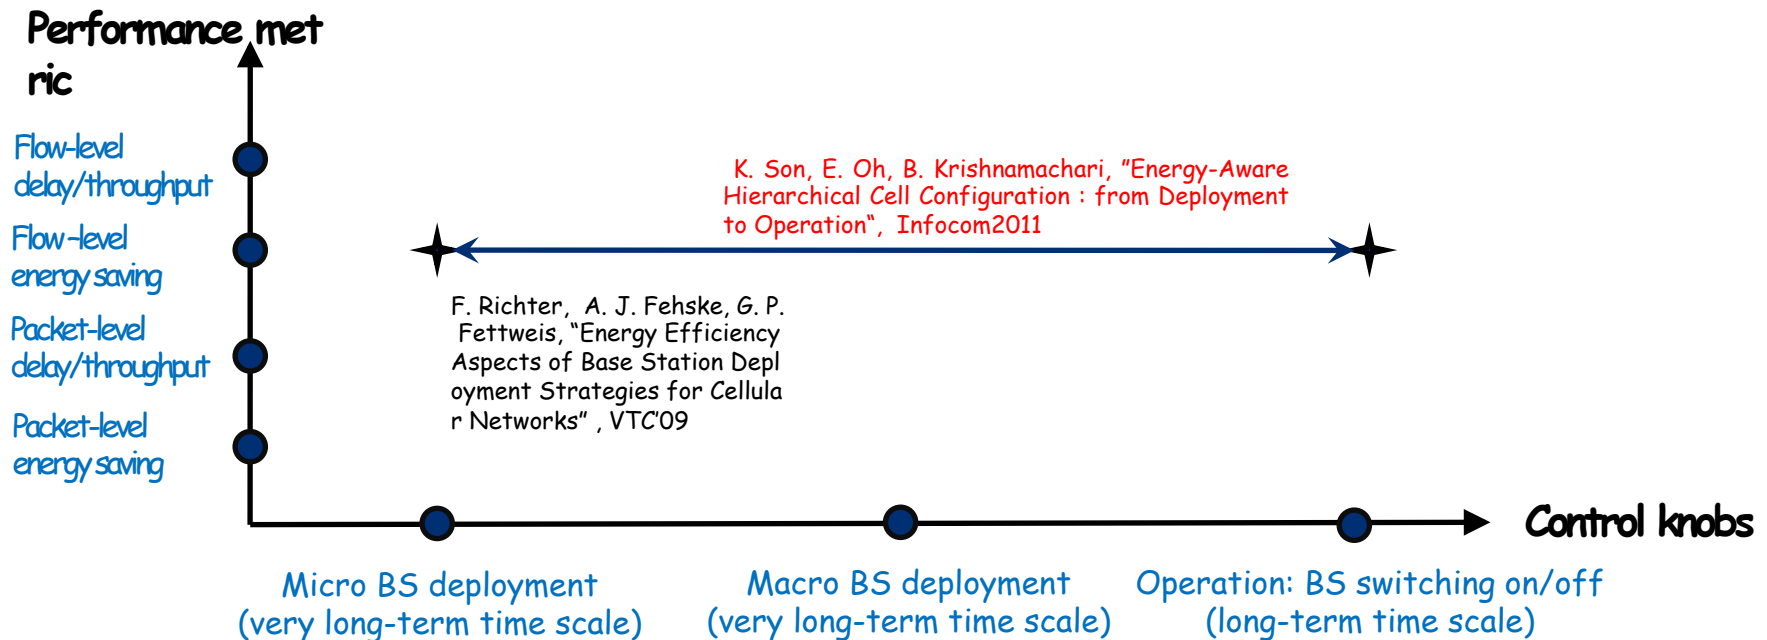 Performance met
ric
Flow-level
delay/throughput
Flow-level
energy saving
Packet-level
delay/throughput
Packet-level
energy saving
K. Son, E. Oh, B. Krishnamachari, ”Energy-Aware
Hierarchical Cell Configuration : from Deployment
to Operation“, Infocom2011
F. Richter, A. J. Fehske, G. P.
Fettweis, “Energy Efficiency
Aspects of Base Station Depl
oyment Strategies for Cellula
r Networks” , VTC’09
Control knobs
Micro BS deployment
(very long-term time scale)
Macro BS deployment
(very long-term time scale)
Operation: BS switching on/off
(long-term time scale)